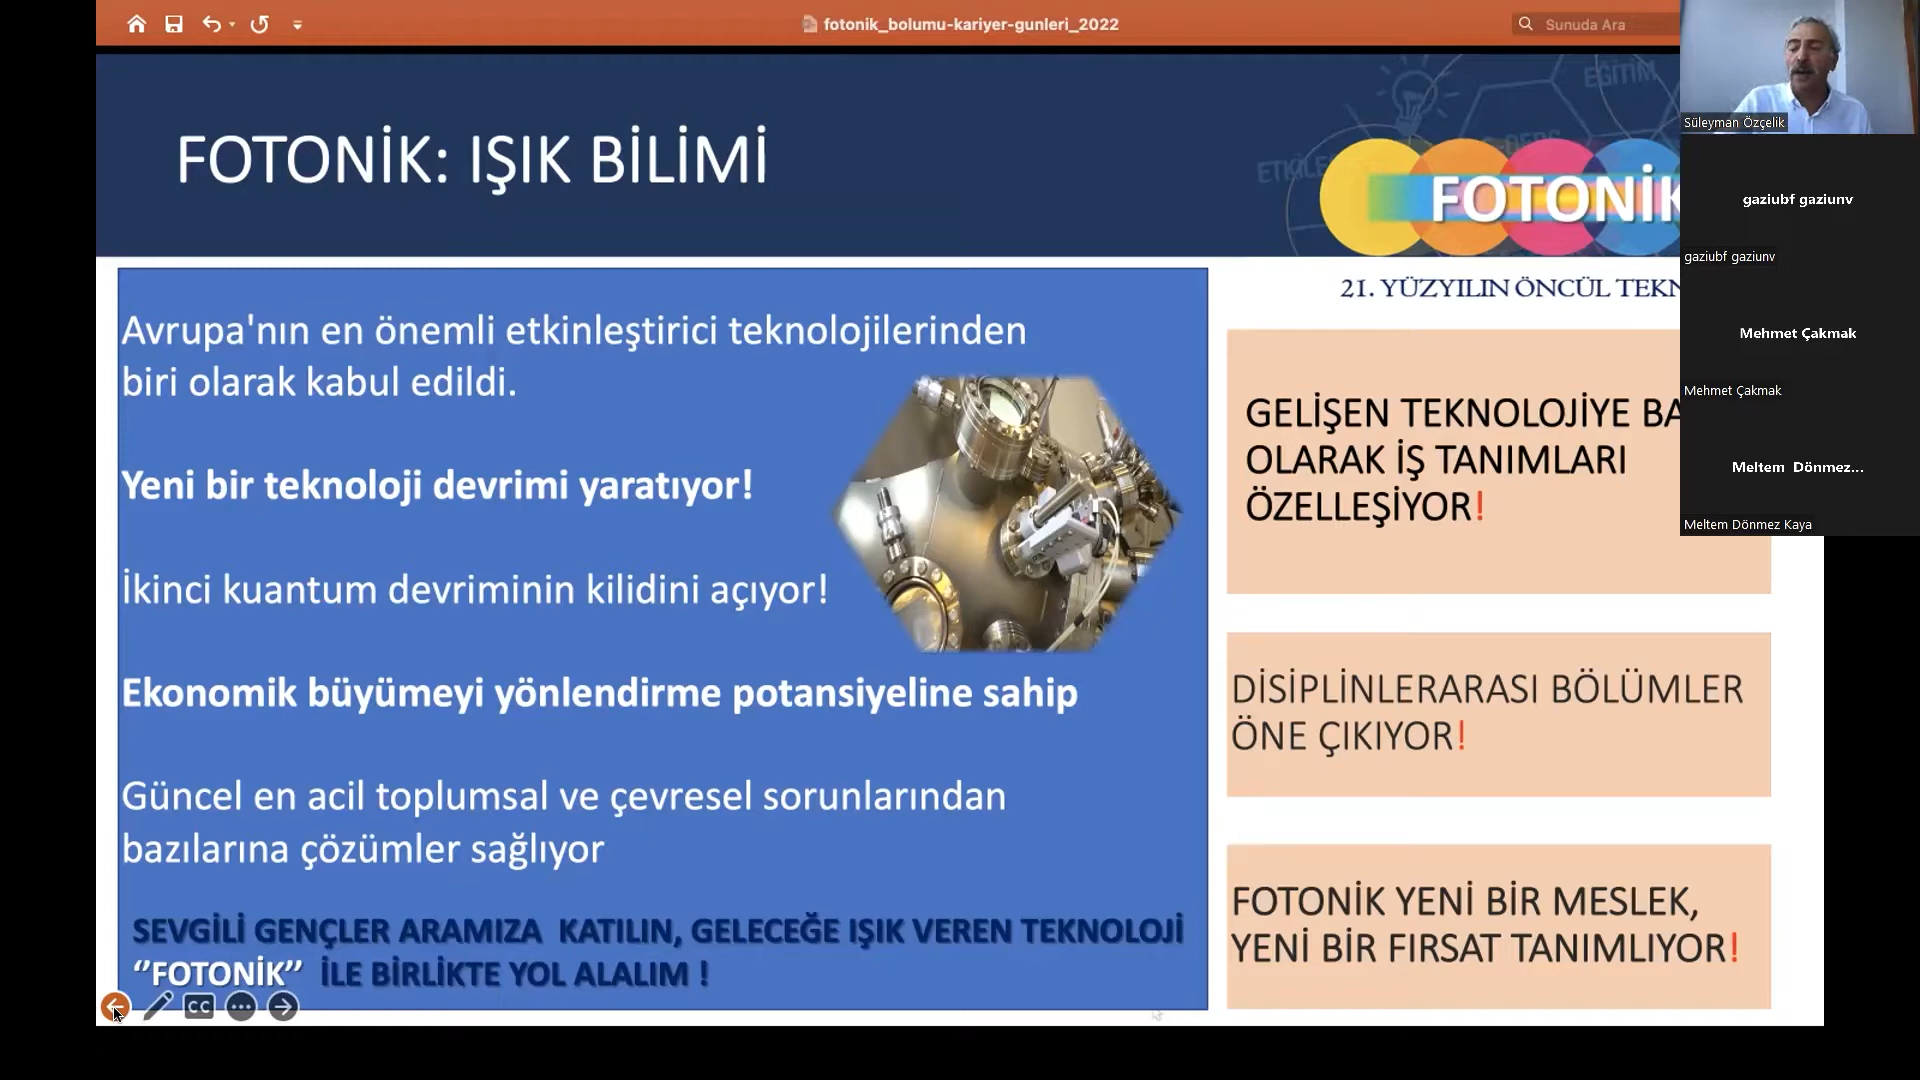 fotonik_bolumu-kariyer-gunleri_2022
Sunuda Ara
FOTONİK: IŞIK BİLİMİ
EĞİTİM
FOTONİK
21. YÜZYILIN ÖNCÜL TEKN
Avrupa'nın en önemli etkinleştirici teknolojilerinden
biri olarak kabul edildi.
Yeni bir teknoloji devrimi yaratıyor!
İkinci kuantum devriminin kilidini açıyor!
Ekonomik büyümeyi yönlendirme potansiyeline sahip
Güncel en acil toplumsal ve çevresel sorunlarından
bazılarına çözümler sağlıyor
SEVGİLİ GENÇLER ARAMIZA KATILIN, GELECEĞE IŞIK VEREN TEKNOLOJİ
‘’FOTONİK’’ İLE BİRLİKTE YOL ALALIM !
CC
GELİŞEN TEKNOLOJİYE BA
OLARAK İŞ TANIMLARI
ÖZELLEŞİYOR!
DİSİPLİNLERARASI BÖLÜMLER
ÖNE ÇIKIYOR!
FOTONİK YENİ BİR MESLEK,
YENİ BİR FIRSAT TANIMLIYOR!
Süleyman Özçelik
gaziubf gaziunv
gaziubf gaziunv
Mehmet Çakmak
Mehmet Çakmak
Meltem Dönmez...
Meltem Dönmez Kaya